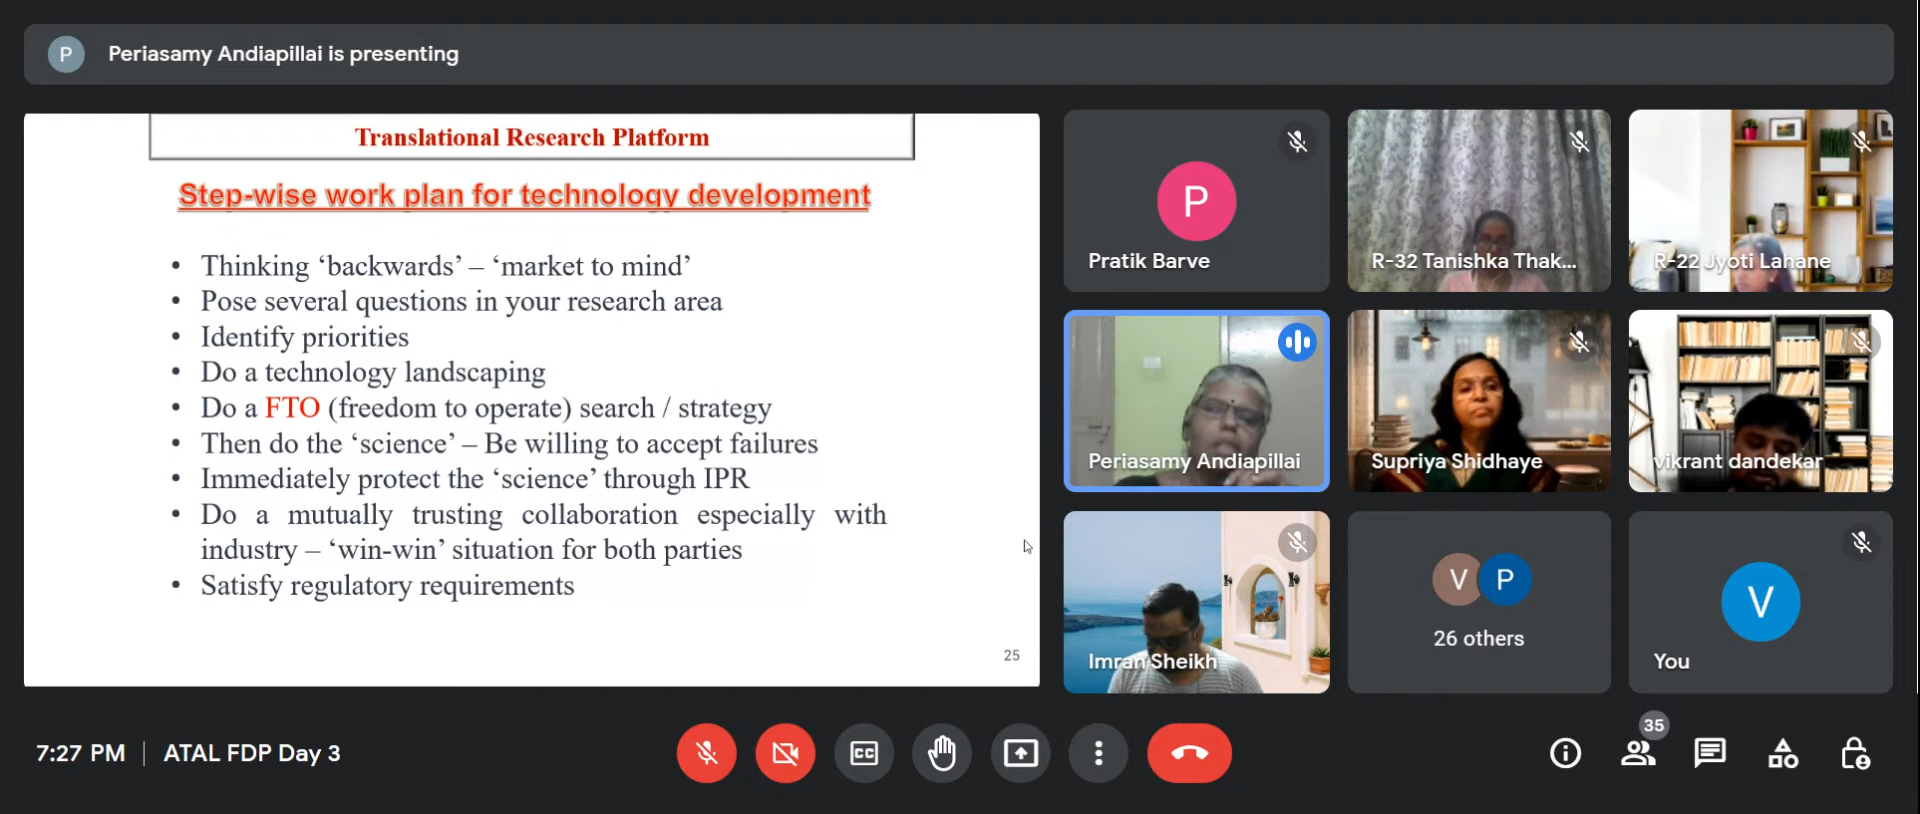 P Periasamy Andiapillai is presenting
Translational Research Platform
Step-wise work plan for technology development
• Thinking ‘backwards’ – ‘market to mind’
• Pose several questions in your research area
• Identify priorities
• Do a technology landscaping
• Do a FTO (freedom to operate) search / strategy
• Then do the ‘science’ – Be willing to accept failures
• Immediately protect the ‘science’ through IPR
• Do a mutually trusting collaboration especially with
industry – ‘win-win’ situation for both parties
• Satisfy regulatory requirements
25
P
Pratik Barve
R-32 Tanishka Thak...
R-22 Jyoti Lahane
Periasamy Andiapillai
Supriya Shidhaye
vikrant dandekar
Imran Sheikh
V P
26 others
V
You
7:27 PM | ATAL FDP Day 3
CC
35